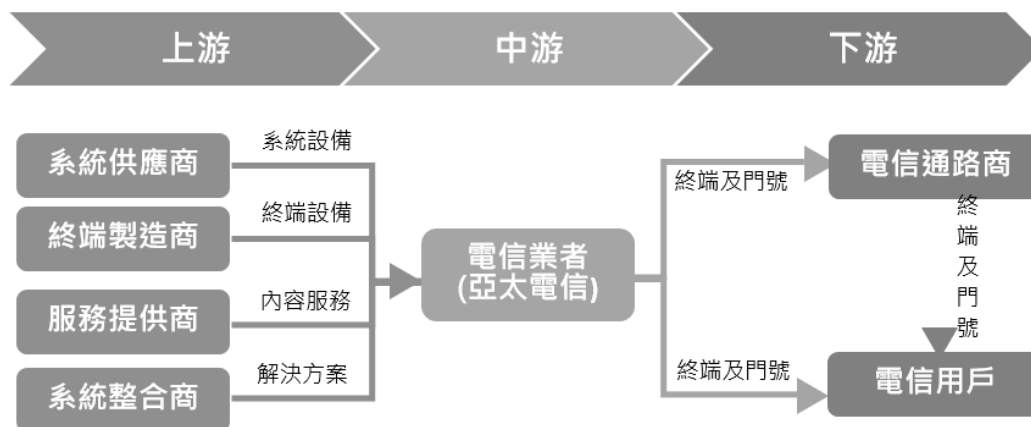 上游
中游
下游
系統供應商
系統設備
終端製造商
終端設備
服務提供商
內容服務
系統整合商
解決方案
電信業者
(亞太電信)
終端及門號
電信通路商
終端及門號
終端及門號
電信用戶